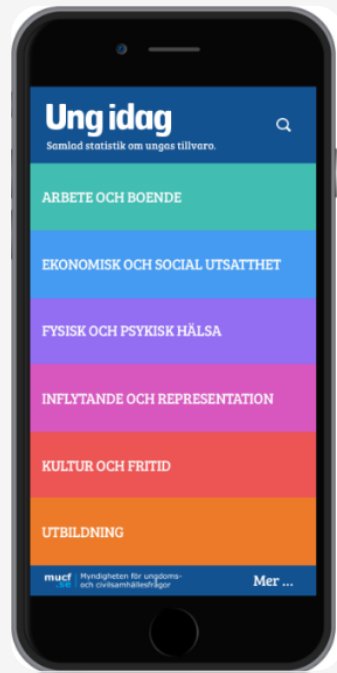 Ung idag
Samlad statistik om ungas tillvaro.
ARBETE OCH BOENDE
EKONOMISK OCH SOCIAL UTSATTHET
FYSISK OCH PSYKISK HÄLSA
INFLYTANDE OCH REPRESENTATION
KULTUR OCH FRITID
UTBILDNING
mucf
.se
Myndigheten för ungdoms-
och civilsamhällesfrågor
Mer ...